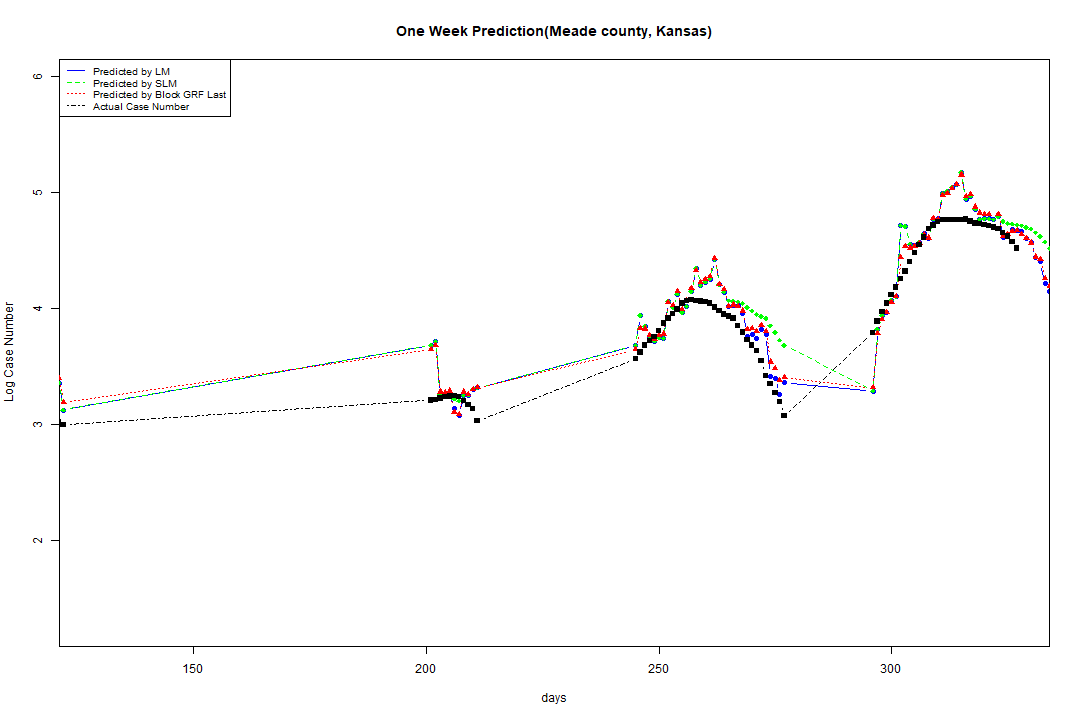 One Week Prediction(Meade county, Kansas)
Predicted by LM
Predicted by SLM
Predicted by Block GRF Last
Actual Case Number
6
5
4
3
2
Log Case Number
150
200
250
300
days